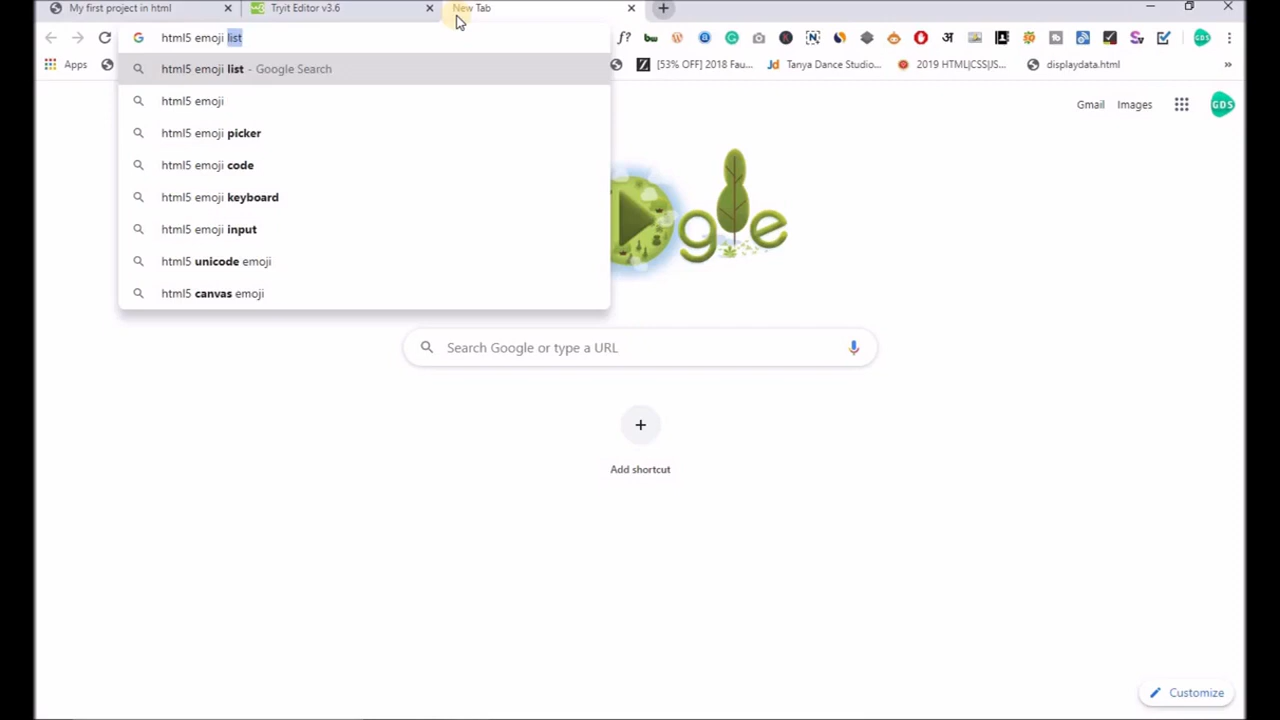 My first project in html
Tryit Editor v3.6
New Tab
html5 emoji list
Apps
[53% OFF] 2018 Fau...
Tanya Dance Studio...
2019 HTML|CSS|JS...
displaydata.html
»
html5 emoji list - Google Search
html5 emoji
html5 emoji picker
html5 emoji code
html5 emoji keyboard
html5 emoji input
html5 unicode emoji
html5 canvas emoji
Gmail
Images
GDS
gle
Search Google or type a URL
Add shortcut
Customize